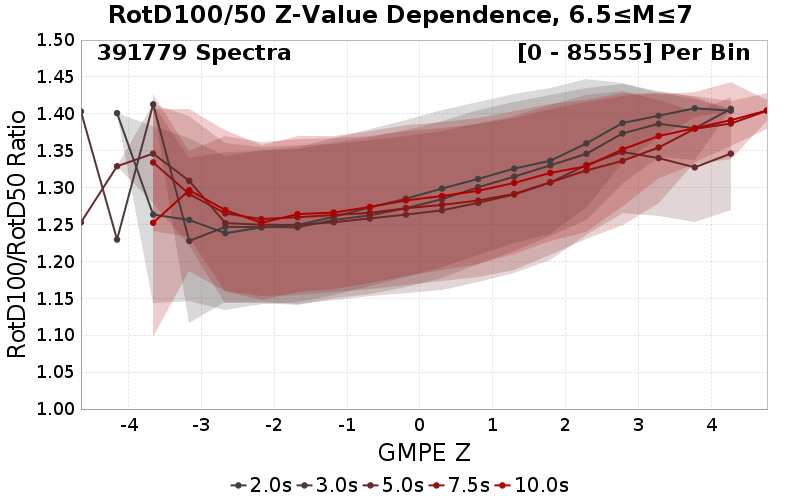 RotD100/50 Z-Value Dependence, 6.5≤M≤7
391779 Spectra
[0 - 85555] Per Bin
RotD100/RotD50 Ratio
1.50
1.45
1.40
1.35
1.30
1.25
1.20
1.15
1.10
1.05
1.00
-4 -3 -2 -1 0 1 2 3 4
GMPE Z
2.0s 3.0s 5.0s 7.5s 10.0s